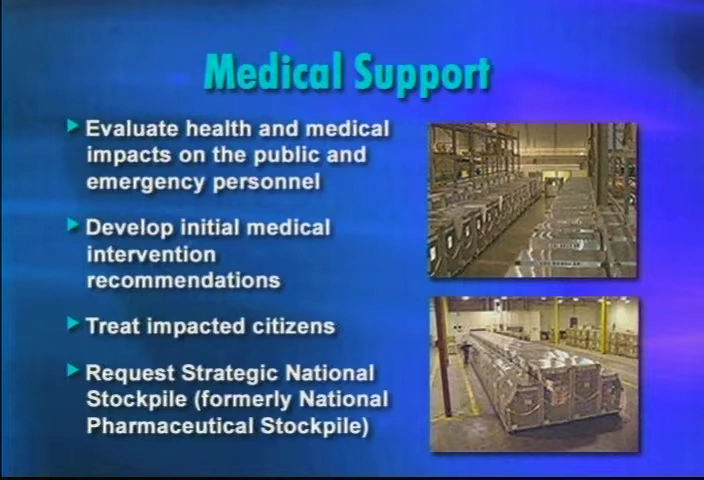 Medical Support
Evaluate health and medical
impacts on the public and
emergency personnel
Develop initial medical
intervention
recommendations
Treat impacted citizens
Request Strategic National
Stockpile (formerly National
Pharmaceutical Stockpile)